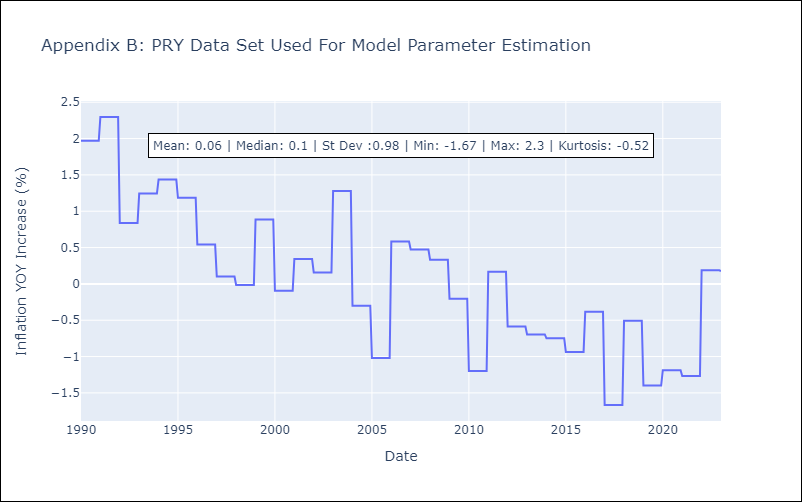 Appendix B: PRY Data Set Used For Model Parameter Estimation
2.5
Mean: 0.06 | Median: 0.1 | St Dev :0.98 | Min: -1.67 | Max: 2.3 | Kurtosis: -0.52
2
1.5
1
0.5
0
−0.5
−1
−1.5
Inflation YOY Increase (%)
1990 1995 2000 2005 2010 2015 2020
Date